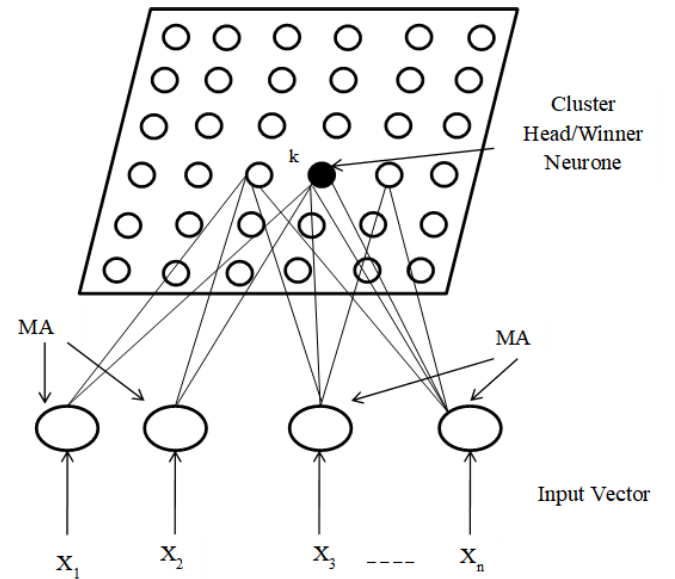 Cluster
Head/Winner
Neurone
k
MA
MA
Input Vector
X1
X2
X3
----
Xn